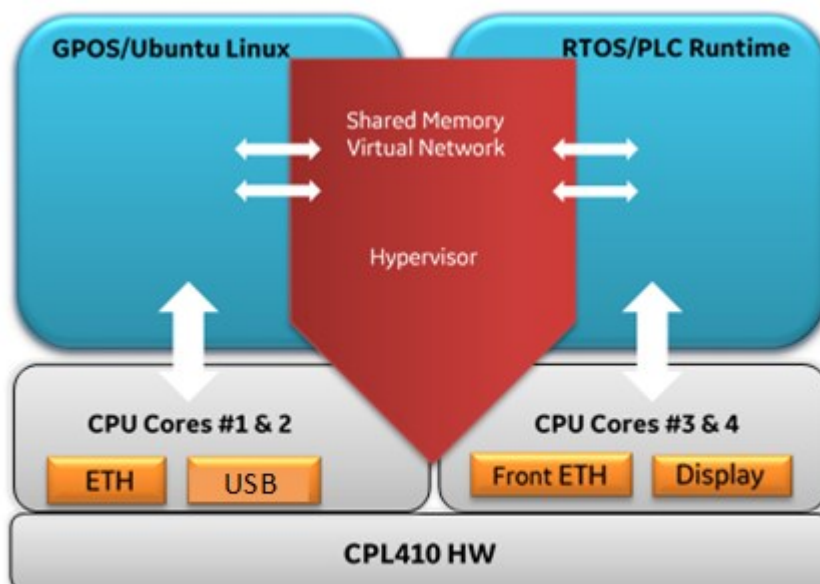 GPOS/Ubuntu Linux
RTOS/PLC Runtime
Shared Memory
Virtual Network
Hypervisor
CPU Cores #1 & 2
CPU Cores #3 & 4
ETH
USB
Front ETH
Display
CPL410 HW